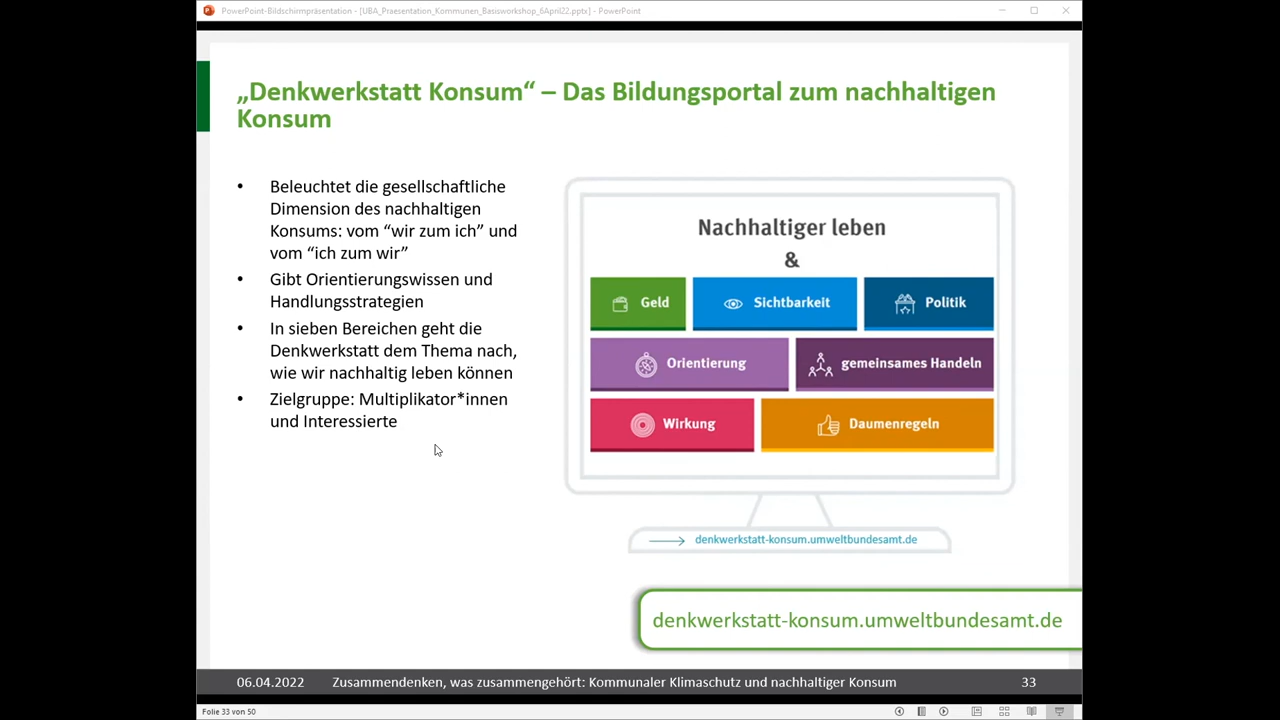 PowerPoint-Bildschirmpräsentation - [UBA_Praesentation_Kommunen_Basisworkshop_6April22.pptx] - PowerPoint
„Denkwerkstatt Konsum“ – Das Bildungsportal zum nachhaltigen
Konsum
• Beleuchtet die gesellschaftliche
Dimension des nachhaltigen
Konsums: vom “wir zum ich” und
vom “ich zum wir”
• Gibt Orientierungswissen und
Handlungsstrategien
• In sieben Bereichen geht die
Denkwerkstatt dem Thema nach,
wie wir nachhaltig leben können
• Zielgruppe: Multiplikator*innen
und Interessierte
Nachhaltiger leben
&
Geld
Sichtbarkeit
Politik
Orientierung
gemeinsames Handeln
Wirkung
Daumenregeln
denkwerkstatt-konsum.umweltbundesamt.de
denkwerkstatt-konsum.umweltbundesamt.de
06.04.2022 Zusammendenken, was zusammengehört: Kommunaler Klimaschutz und nachhaltiger Konsum 33
Folie 33 von 50